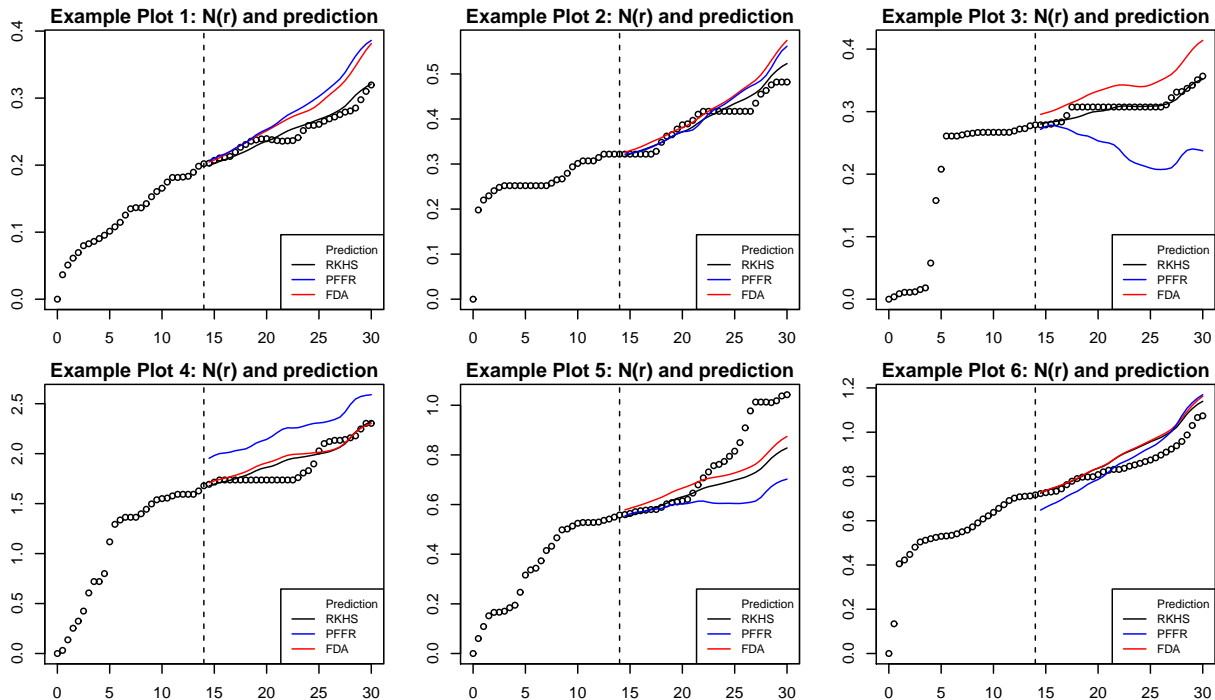 Example Plot 1: N(r) and prediction
0.4
0.3
0.2
0.1
0.0
Prediction
RKHS
PFFR
FDA
0 5 10 15 20 25 30
Example Plot 2: N(r) and prediction
0.5
0.4
0.3
0.2
0.1
0.0
Prediction
RKHS
PFFR
FDA
0 5 10 15 20 25 30
Example Plot 3: N(r) and prediction
0.4
0.3
0.2
0.1
0.0
Prediction
RKHS
PFFR
FDA
0 5 10 15 20 25 30
Example Plot 4: N(r) and prediction
2.5
2.0
1.5
1.0
0.5
0.0
Prediction
RKHS
PFFR
FDA
0 5 10 15 20 25 30
Example Plot 5: N(r) and prediction
1.0
0.8
0.6
0.4
0.2
0.0
Prediction
RKHS
PFFR
FDA
0 5 10 15 20 25 30
Example Plot 6: N(r) and prediction
1.2
1.0
0.8
0.6
0.4
0.2
0.0
Prediction
RKHS
PFFR
FDA
0 5 10 15 20 25 30